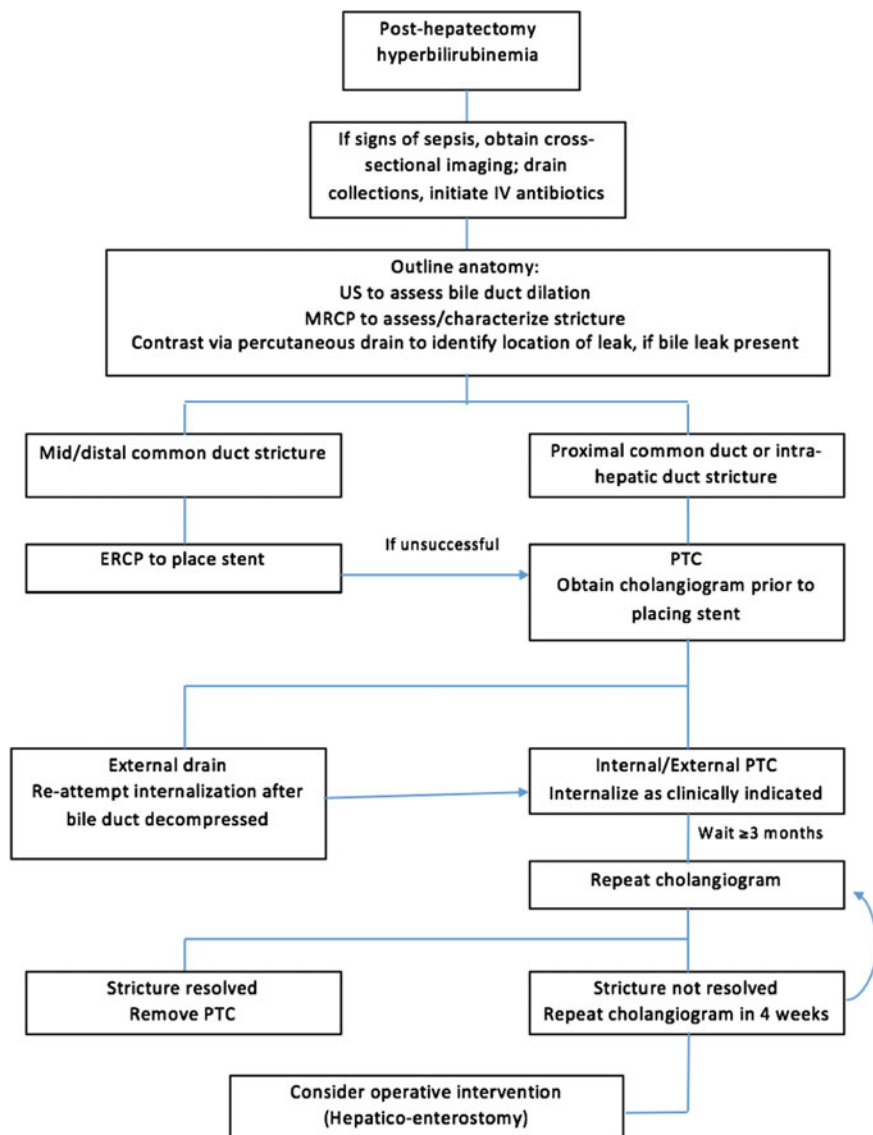 Post-hepatectomy
hyperbilirubinemia
If signs of sepsis, obtain cross-
sectional imaging; drain
collections, initiate IV antibiotics
Outline anatomy:
US to assess bile duct dilation
MRCP to assess/characterize stricture
Contrast via percutaneous drain to identify location of leak, if bile leak present
Mid/distal common duct stricture
Proximal common duct or intra-
hepatic duct stricture
ERCP to place stent
If unsuccessful
PTC
Obtain cholangiogram prior to
placing stent
External drain
Re-attempt internalization after
bile duct decompressed
Internal/External PTC
Internalize as clinically indicated
Wait ≥3 months
Repeat cholangiogram
Stricture resolved
Remove PTC
Stricture not resolved
Repeat cholangiogram in 4 weeks
Consider operative intervention
(Hepatico-enterostomy)